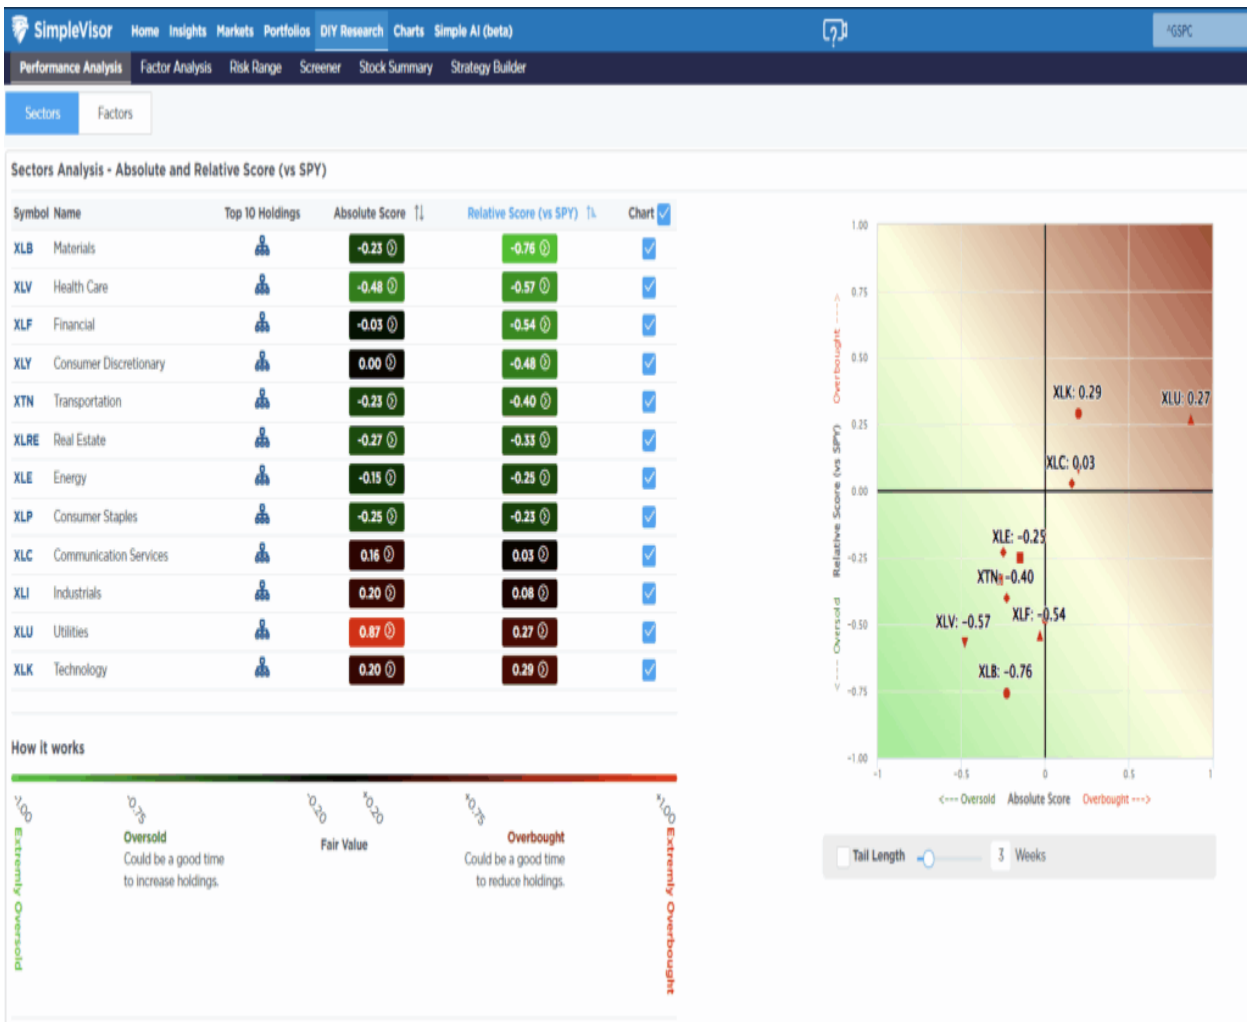 SimpleVisor Home Insights Markets Portfolios DIY Research Charts Simple AI (beta) ? ^GSPC
Performance Analysis Factor Analysis Risk Range Screener Stock Summary Strategy Builder
Sectors Factors
Sectors Analysis - Absolute and Relative Score (vs SPY)
Symbol Name Top 10 Holdings Absolute Score Relative Score (vs SPY) Chart
XLB Materials -0.23 -0.76
XLV Health Care -0.48 -0.57
XLF Financial -0.03 -0.54
XLY Consumer Discretionary 0.00 -0.48
XTN Transportation -0.23 -0.40
XLRE Real Estate -0.27 -0.33
XLE Energy -0.15 -0.25
XLP Consumer Staples -0.25 -0.23
XLC Communication Services 0.16 0.03
XLI Industrials 0.20 0.08
XLU Utilities 0.87 0.27
XLK Technology 0.20 0.29
How it works
-1.00 -0.75 -0.20 +0.20 +0.75 +1.00
Extremly Oversold
Oversold
Could be a good time
to increase holdings.
Fair Value
Overbought
Could be a good time
to reduce holdings.
Extremly Overbought
1.00
0.75
0.50
0.25
0.00
-0.25
-0.50
-0.75
-1.00
<--- Oversold Relative Score (vs SPY) Overbought --->
XLK: 0.29
XLU: 0.27
XLC: 0.03
XLE: -0.25
XTN: -0.40
XLV: -0.57
XLF: -0.54
XLB: -0.76
-1 -0.5 0 0.5 1
<--- Oversold Absolute Score Overbought --->
Tail Length 3 Weeks